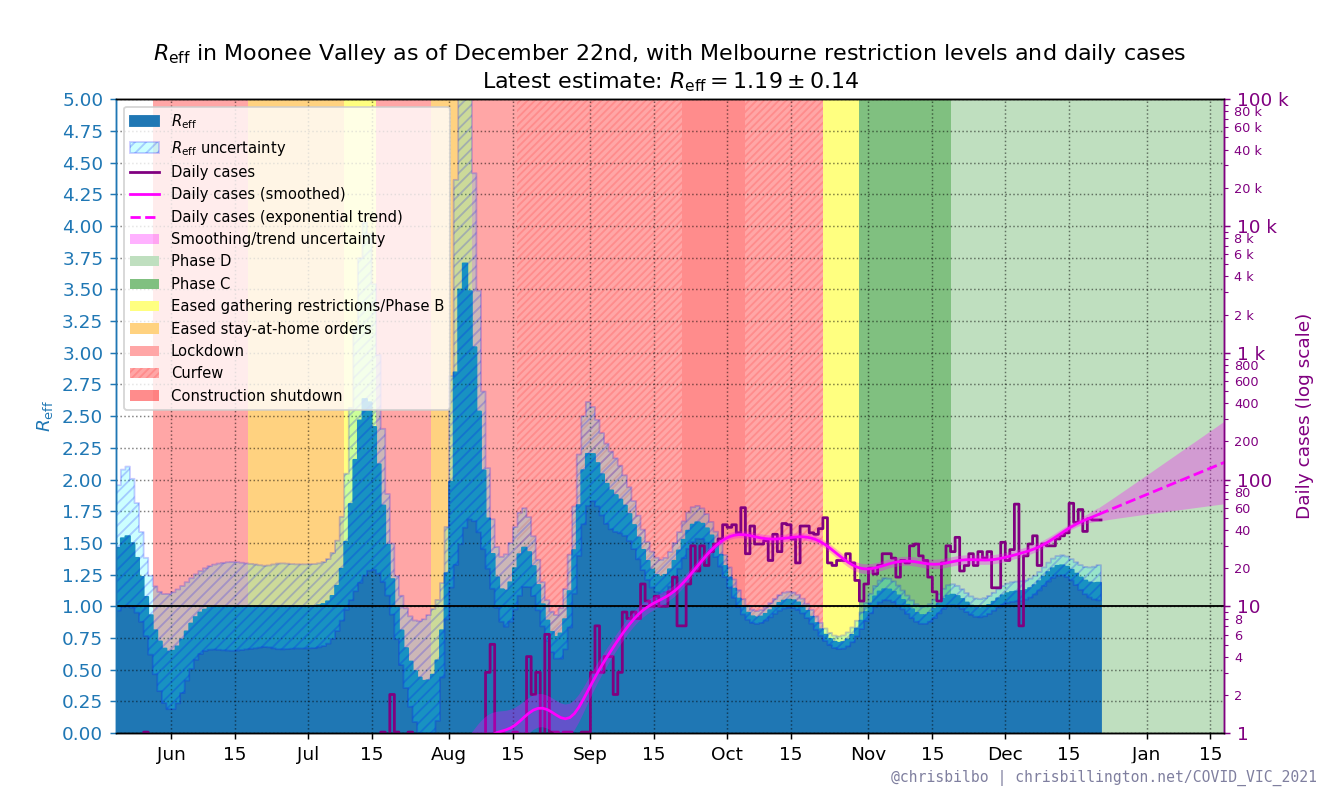 Reff in Moonee Valley as of December 22nd, with Melbourne restriction levels and daily cases
Latest estimate: Reff = 1.19 ± 0.14
Reff
5.00
4.75
4.50
4.25
4.00
3.75
3.50
3.25
3.00
2.75
2.50
2.25
2.00
1.75
1.50
1.25
1.00
0.75
0.50
0.25
0.00
Reff
Reff uncertainty
Daily cases
Daily cases (smoothed)
Daily cases (exponential trend)
Smoothing/trend uncertainty
Phase D
Phase C
Eased gathering restrictions/Phase B
Eased stay-at-home orders
Lockdown
Curfew
Construction shutdown
100 k
80 k
60 k
40 k
20 k
10 k
8 k
6 k
4 k
2 k
1 k
800
600
400
200
100
80
60
40
20
10
8
6
4
2
1
Daily cases (log scale)
Jun 15 Jul 15 Aug 15 Sep 15 Oct 15 Nov 15 Dec 15 Jan 15
@chrisbilbo | chrisbillington.net/COVID_VIC_2021